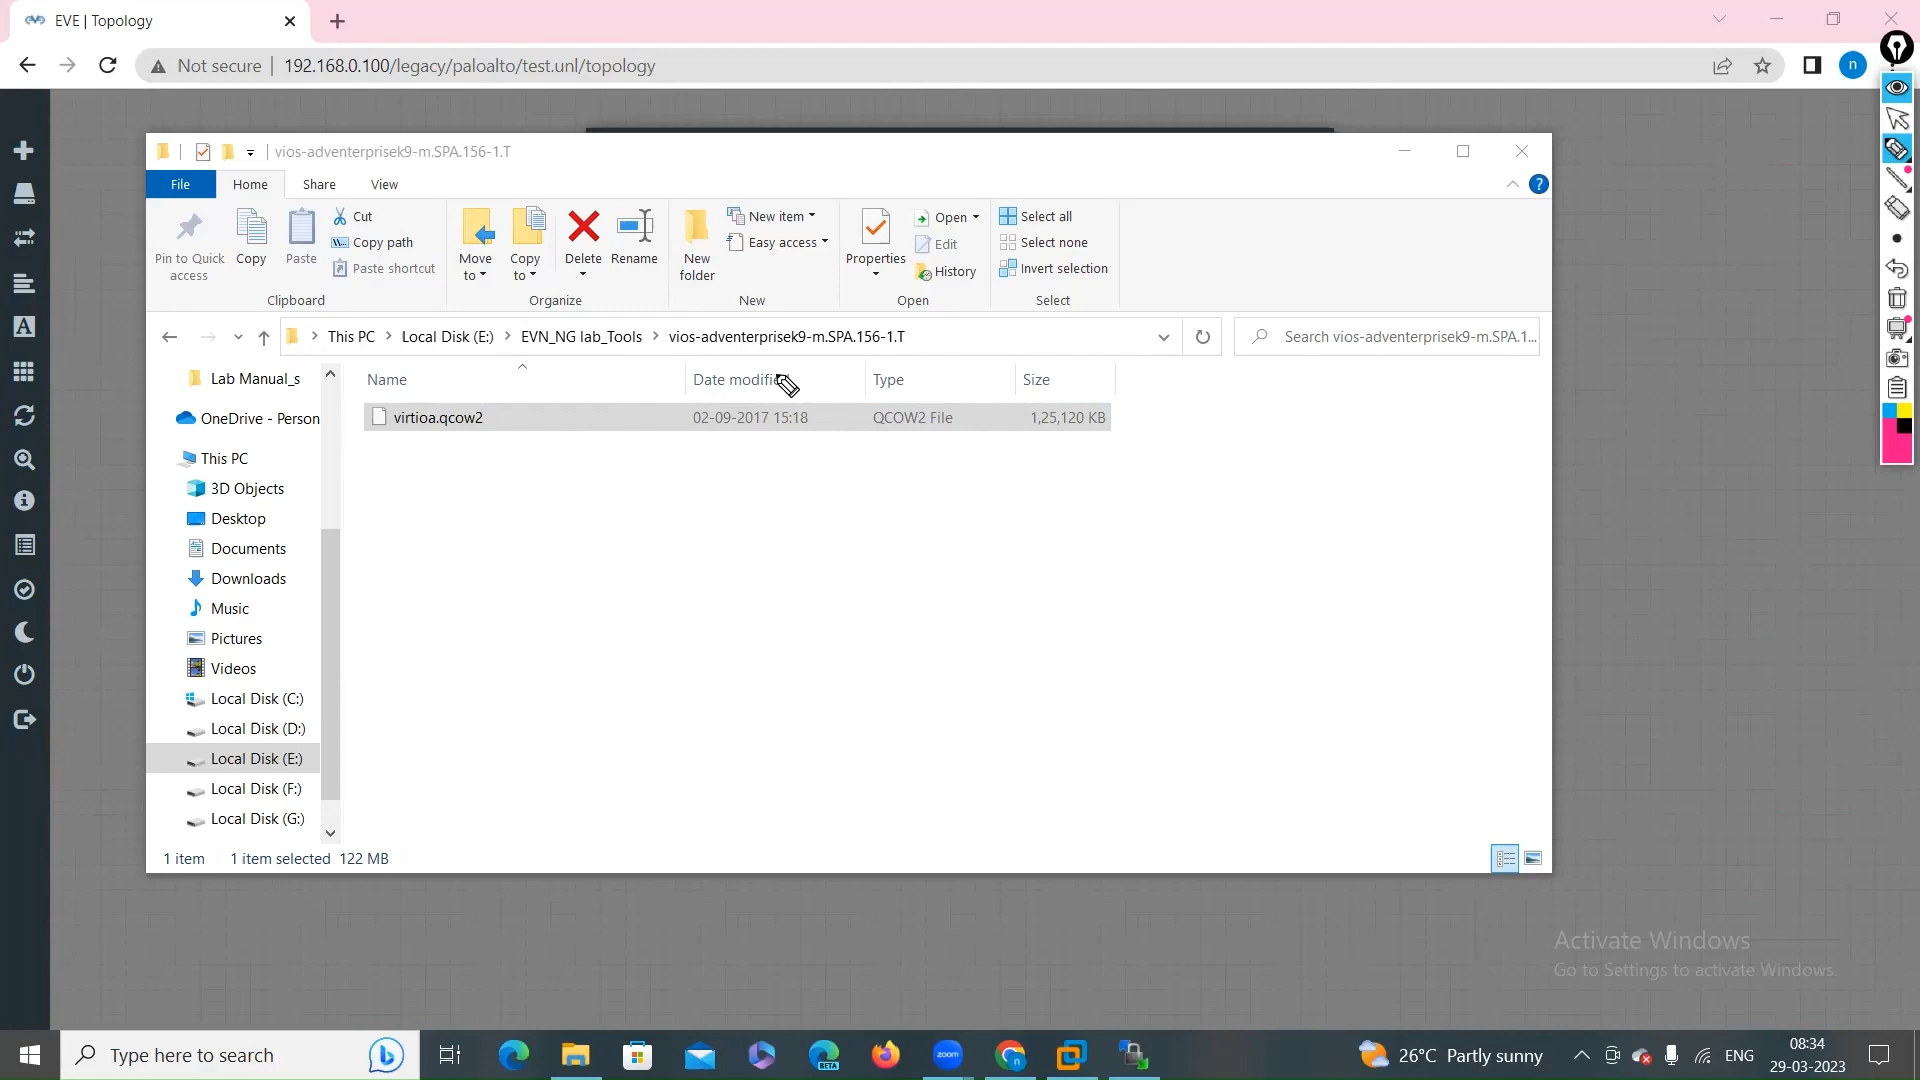 EVE | Topology
Not secure
192.168.0.100/legacy/paloalto/test.unl/topology
n
vios-adventerprisek9-m.SPA.156-1.T
File
Home
Share
View
Pin to Quick access
Copy
Paste
Cut
Copy path
Paste shortcut
Clipboard
Move to
Copy to
Delete
Rename
Organize
New folder
New item
Easy access
New
Properties
Open
Edit
History
Open
Select all
Select none
Invert selection
Select
This PC
Local Disk (E:)
EVN_NG lab_Tools
vios-adventerprisek9-m.SPA.156-1.T
Search vios-adventerprisek9-m.SPA.1...
Name
Type
Size
virtioa.qcow2
02-09-2017 15:18
QCOW2 File
1,25,120 KB
Lab Manual_s
OneDrive - Person
This PC
3D Objects
Desktop
Documents
Downloads
Music
Pictures
Videos
Local Disk (C:)
Local Disk (D:)
Local Disk (E:)
Local Disk (F:)
Local Disk (G:)
1 item
1 item selected 122 MB
Activate Windows
Go to Settings to activate Windows.
Type here to search
BETA
zoom
26°C Partly sunny
ENG
08:34
29-03-2023